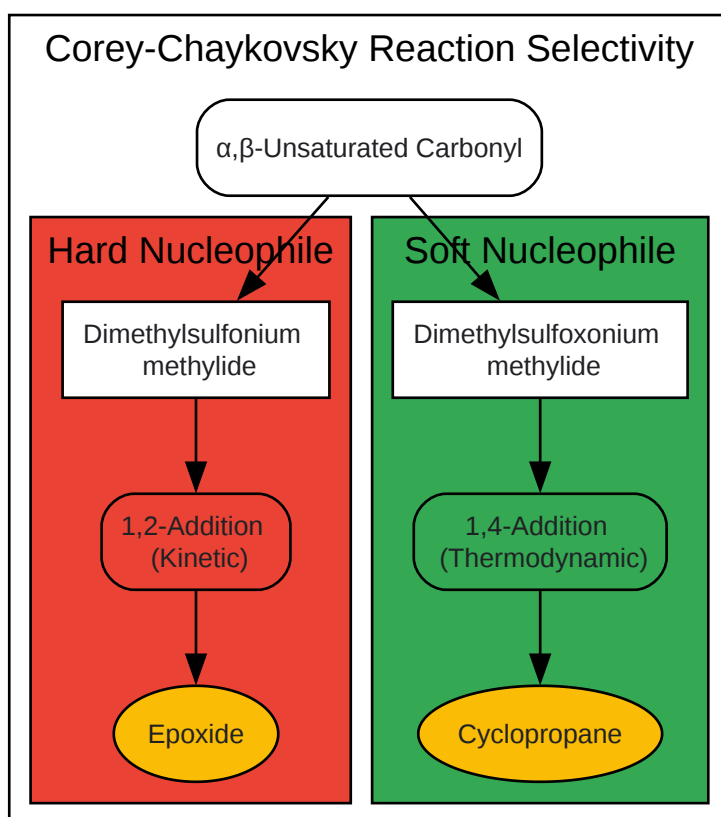 Corey-Chaykovsky Reaction Selectivity
α,β-Unsaturated Carbonyl
Hard Nucleophile
Dimethylsulfonium
methylide
1,2-Addition
(Kinetic)
Epoxide
Soft Nucleophile
Dimethylsulfoxonium
methylide
1,4-Addition
(Thermodynamic)
Cyclopropane